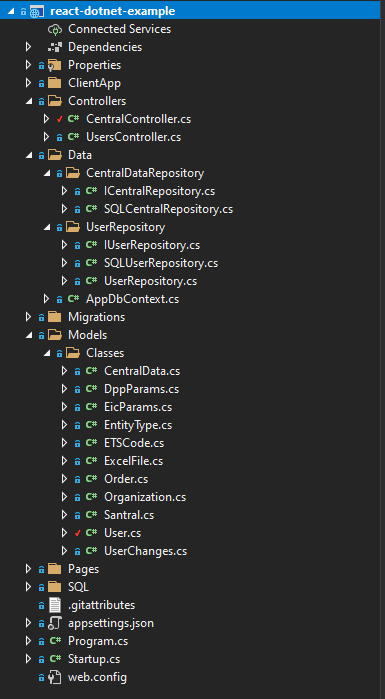 react-dotnet-example
Connected Services
Dependencies
Properties
ClientApp
Controllers
C# CentralController.cs
C# UsersController.cs
Data
CentralDataRepository
C# ICentralRepository.cs
C# SQLCentralRepository.cs
UserRepository
C# IUserRepository.cs
C# SQLUserRepository.cs
C# UserRepository.cs
C# AppDbContext.cs
Migrations
Models
Classes
C# CentralData.cs
C# DppParams.cs
C# EicParams.cs
C# EntityType.cs
C# ETSCode.cs
C# ExcelFile.cs
C# Order.cs
C# Organization.cs
C# Santral.cs
C# User.cs
C# UserChanges.cs
Pages
SQL
.gitattributes
appsettings.json
C# Program.cs
C# Startup.cs
web.config